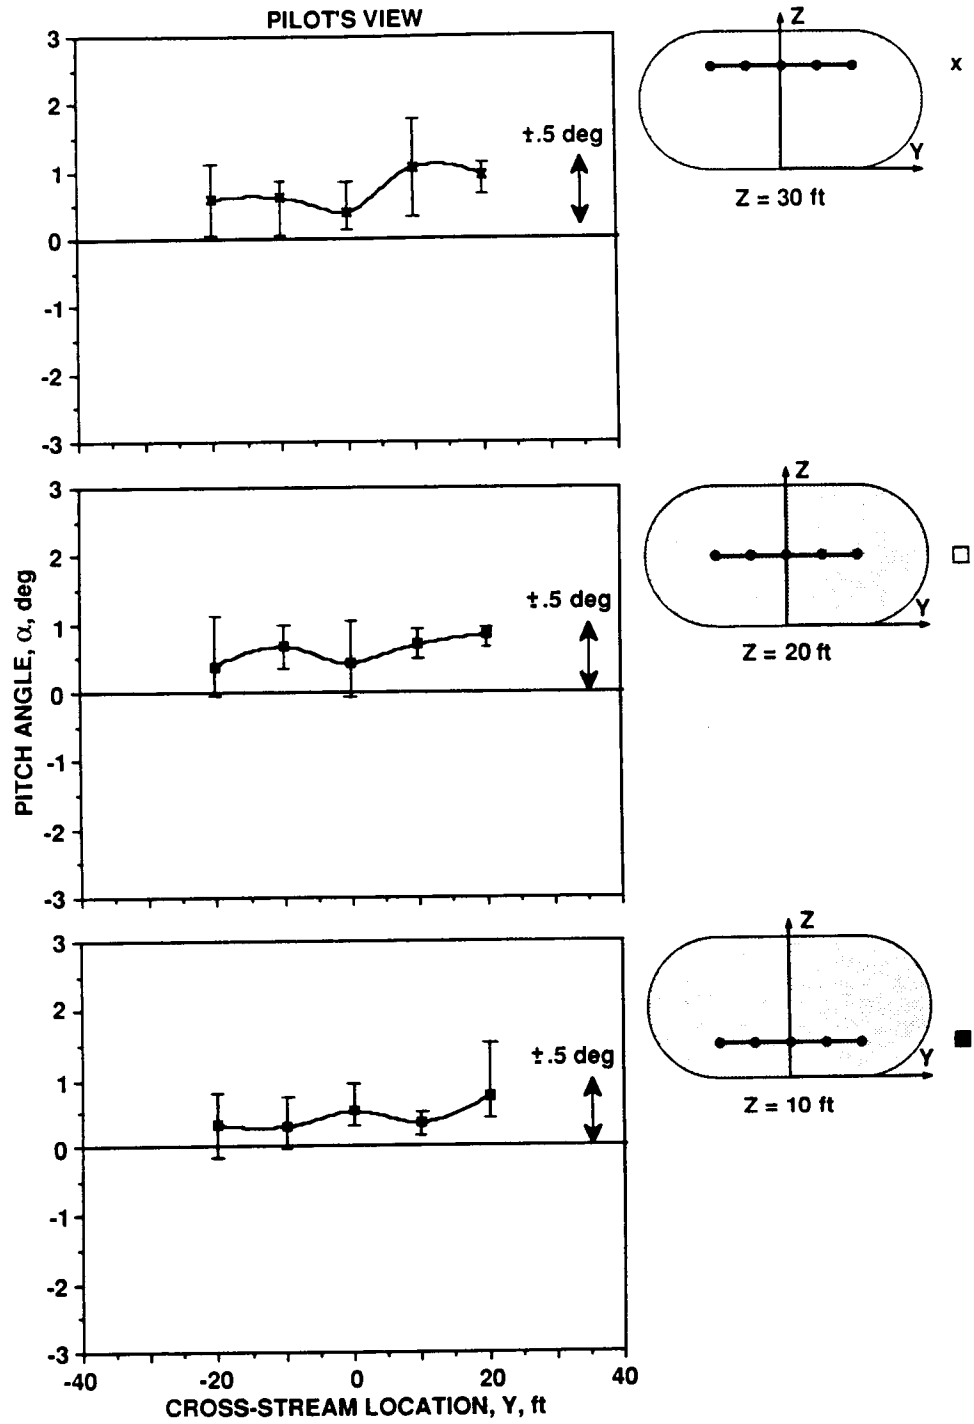 PILOT'S VIEW
3
2
1
0
-1
-2
-3
±.5 deg
Z
Y
x
Z = 30 ft
3
2
1
0
-1
-2
-3
±.5 deg
Z
Y
Z = 20 ft
PITCH ANGLE, α, deg
3
2
1
0
-1
-2
-3
±.5 deg
Z
Y
Z = 10 ft
-40 -20 0 20 40
CROSS-STREAM LOCATION, Y, ft